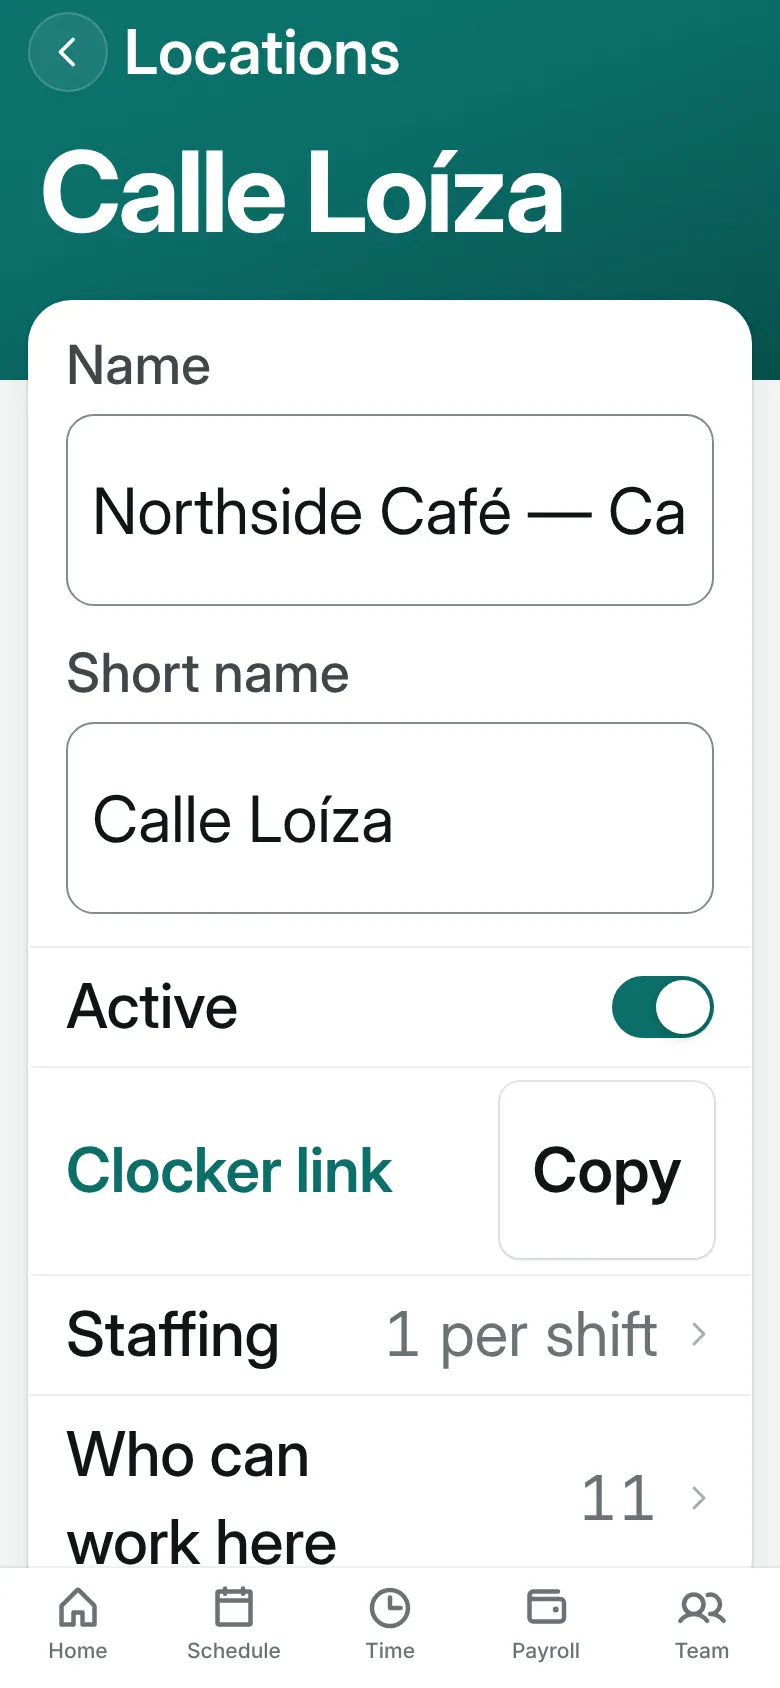 Locations
Calle Loíza
Name
Northside Café — Ca
Short name
Calle Loíza
Active
Clocker link
Copy
Staffing
1 per shift
Who can
work here
11
Home
Schedule
Time
Payroll
Team